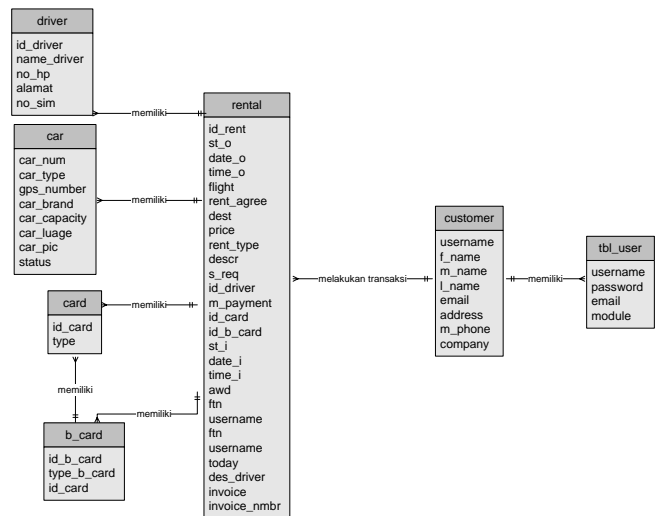 driver
id_driver
name_driver
no_hp
alamat
no_sim
memiliki
car
car_num
car_type
gps_number
car_brand
car_capacity
car_luage
car_pic
status
memiliki
card
id_card
type
memiliki
memiliki
b_card
id_b_card
type_b_card
id_card
memiliki
rental
id_rent
st_o
date_o
time_o
flight
rent_agree
dest
price
rent_type
descr
s_req
id_driver
m_payment
id_card
id_b_card
st_i
date_i
time_i
awd
ftn
username
ftn
username
today
des_driver
invoice
invoice_nmbr
melakukan transaksi
customer
username
f_name
m_name
l_name
email
address
m_phone
company
memiliki
tbl_user
username
password
email
module